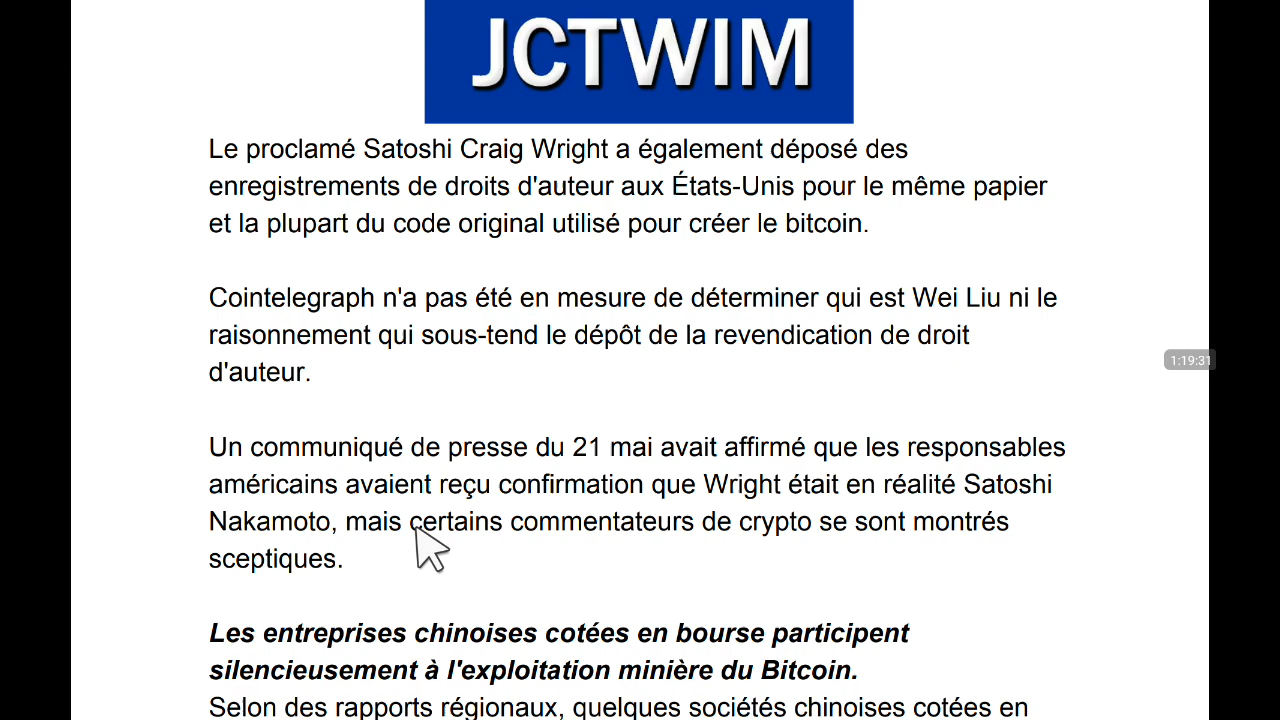 JCTWIM
Le proclamé Satoshi Craig Wright a également déposé des
enregistrements de droits d'auteur aux États-Unis pour le même papier
et la plupart du code original utilisé pour créer le bitcoin.
Cointelegraph n'a pas été en mesure de déterminer qui est Wei Liu ni le
raisonnement qui sous-tend le dépôt de la revendication de droit
d'auteur.
1:19:31
Un communiqué de presse du 21 mai avait affirmé que les responsables
américains avaient reçu confirmation que Wright était en réalité Satoshi
Nakamoto, mais certains commentateurs de crypto se sont montrés
sceptiques.
Les entreprises chinoises cotées en bourse participent
silencieusement à l'exploitation minière du Bitcoin.
Selon des rapports régionaux, quelques sociétés chinoises cotées en